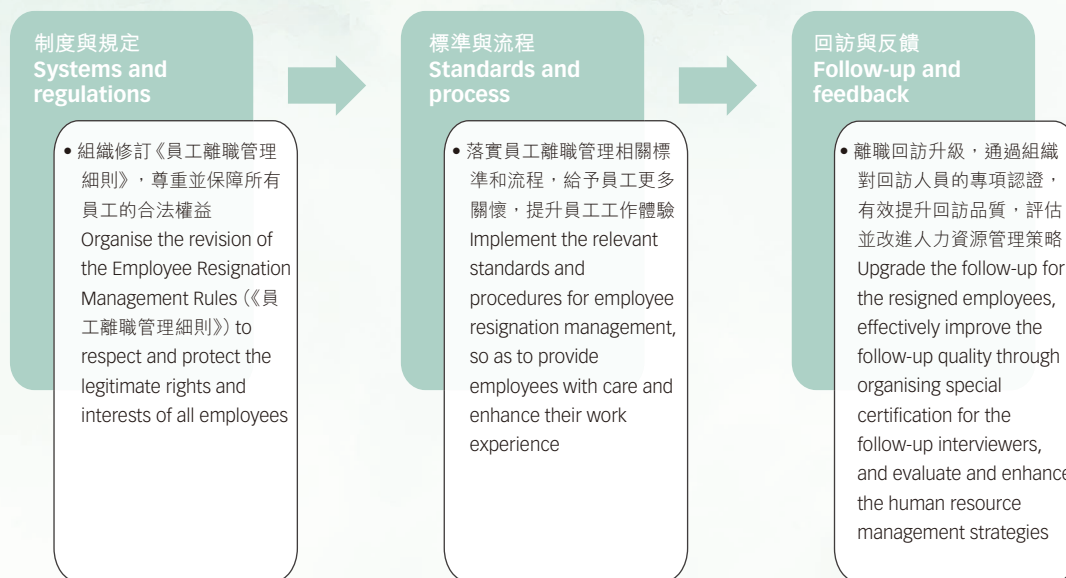 制度與規定
Systems and
regulations
• 組織修訂《員工離職管理
細則》，尊重並保障所有
員工的合法權益
Organise the revision of
the Employee Resignation
Management Rules (《員
工離職管理細則》) to
respect and protect the
legitimate rights and
interests of all employees
標準與流程
Standards and
process
• 落實員工離職管理相關標
準和流程，給予員工更多
關懷，提升員工工作體驗
Implement the relevant
standards and
procedures for employee
resignation management,
so as to provide
employees with care and
enhance their work
experience
回訪與反饋
Follow-up and
feedback
• 離職回訪升級，通過組織
對回訪人員的專項認證，
有效提升回訪品質，評估
並改進人力資源管理策略
Upgrade the follow-up for
the resigned employees,
effectively improve the
follow-up quality through
organising special
certification for the
follow-up interviewers,
and evaluate and enhance
the human resource
management strategies